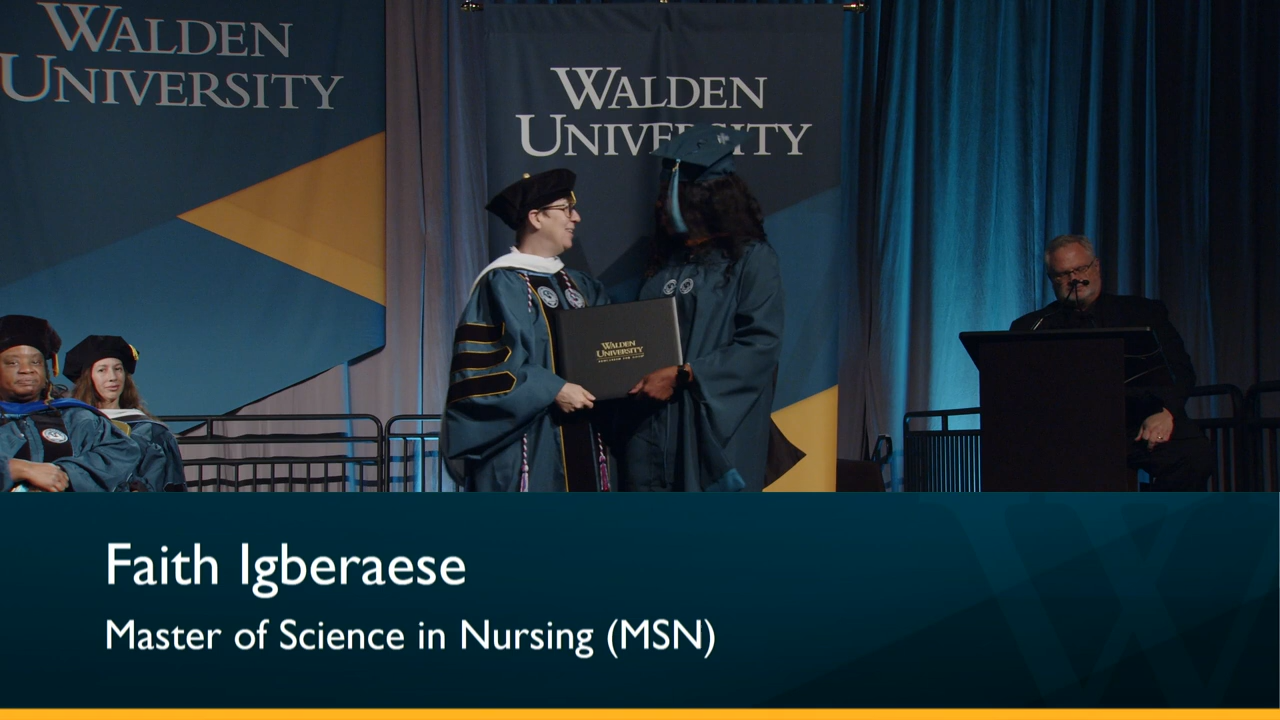 WALDEN
UNIVERSITY
WALDEN
UNIVERSITY
WALDEN
UNIVERSITY
Faith Igberaese
Master of Science in Nursing (MSN)